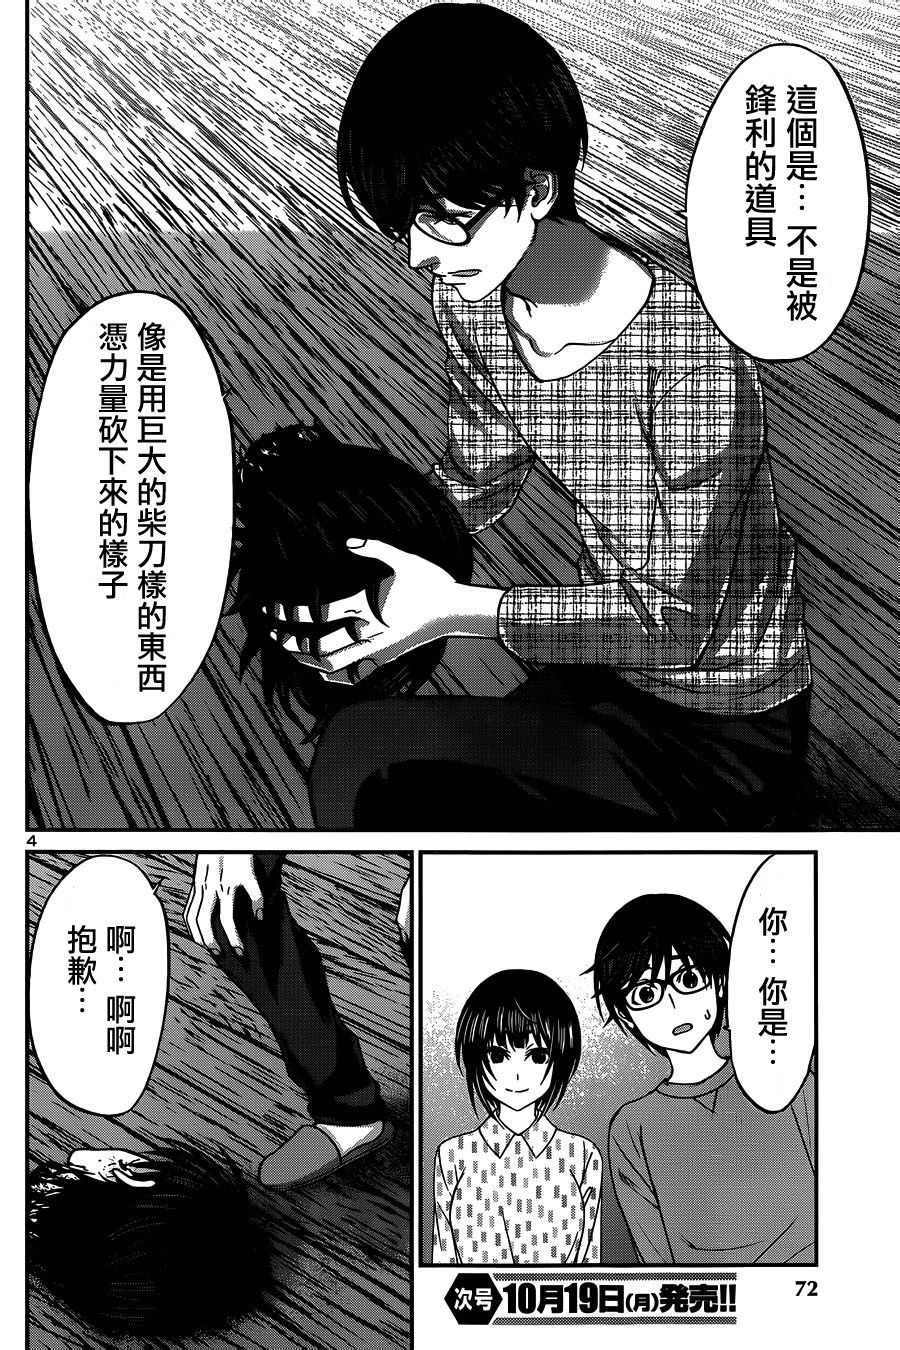 這個是…不是被
鋒利的道具
像是用巨大的柴刀樣的東西
憑力量砍下來的樣子
4
你…你是…
啊…啊啊
抱歉…
次号10月19日(月)発売!!
72